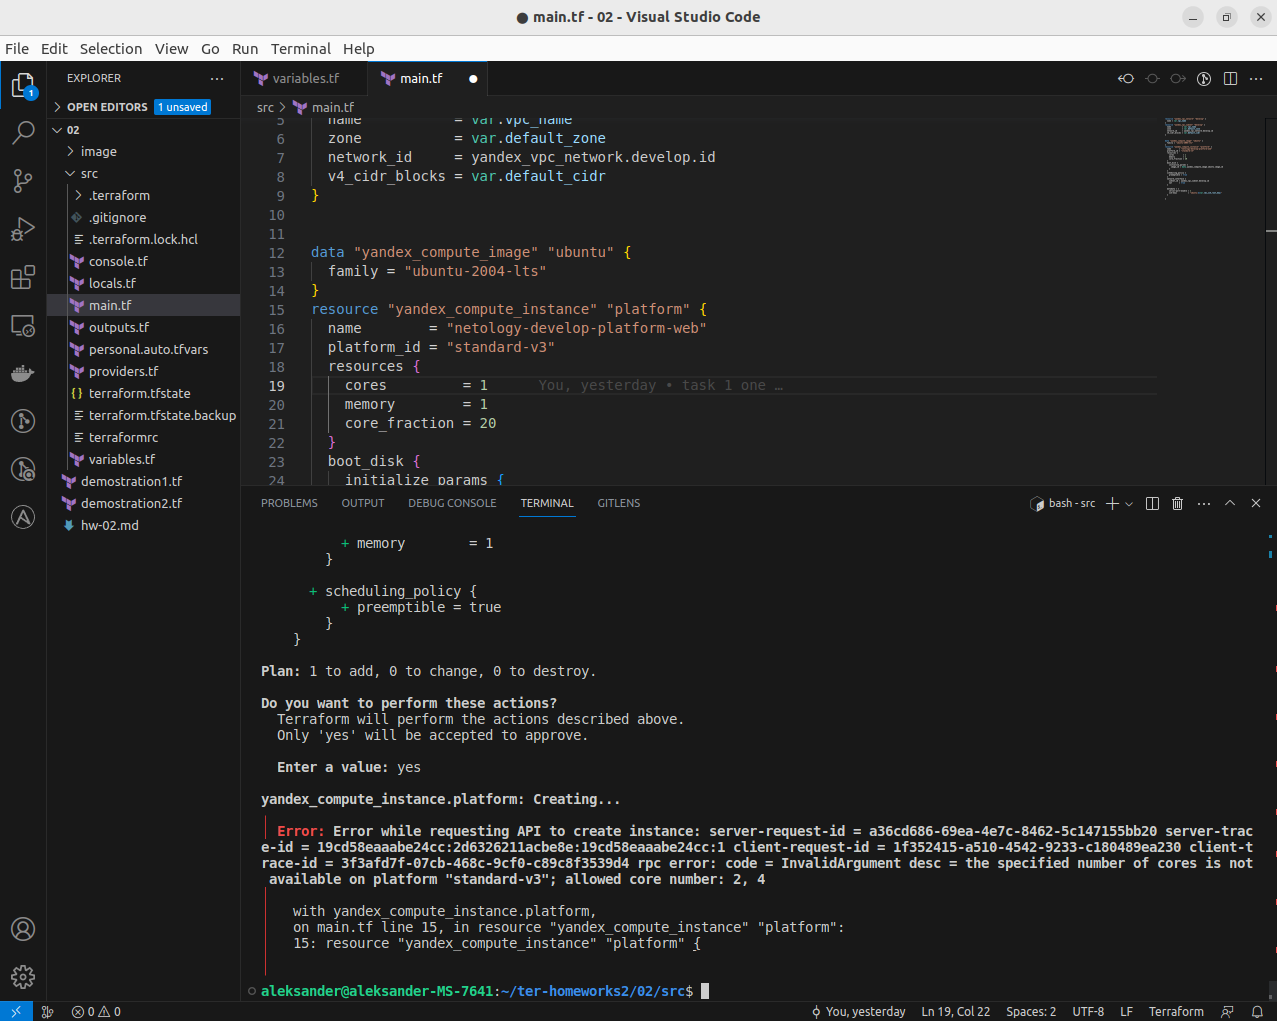 main.tf - 02 - Visual Studio Code
File Edit Selection View Go Run Terminal Help
EXPLORER
variables.tf
main.tf
OPEN EDITORS 1 unsaved
src > main.tf
02
image
src
.terraform
.gitignore
.terraform.lock.hcl
console.tf
locals.tf
main.tf
outputs.tf
personal.auto.tfvars
providers.tf
terraform.tfstate
terraform.tfstate.backup
terraformrc
variables.tf
demostration1.tf
demostration2.tf
hw-02.md
1
5 name = var.vpc_name
6 zone = var.default_zone
7 network_id = yandex_vpc_network.develop.id
8 v4_cidr_blocks = var.default_cidr
9 }
10
11
12 data "yandex_compute_image" "ubuntu" {
13 family = "ubuntu-2004-lts"
14 }
15 resource "yandex_compute_instance" "platform" {
16 name = "netology-develop-platform-web"
17 platform_id = "standard-v3"
18 resources {
19 cores = 1 You, yesterday • task 1 one …
20 memory = 1
21 core_fraction = 20
22 }
23 boot_disk {
24 initialize_params {
PROBLEMS OUTPUT DEBUG CONSOLE TERMINAL GITLENS
bash - src
+ memory = 1
}
+ scheduling_policy {
+ preemptible = true
}
}
Plan: 1 to add, 0 to change, 0 to destroy.
Do you want to perform these actions?
Terraform will perform the actions described above.
Only 'yes' will be accepted to approve.
Enter a value: yes
yandex_compute_instance.platform: Creating...
Error: Error while requesting API to create instance: server-request-id = a36cd686-69ea-4e7c-8462-5c147155bb20 server-trac
e-id = 19cd58eaaabe24cc:2d6326211acbe8e:19cd58eaaabe24cc:1 client-request-id = 1f352415-a510-4542-9233-c180489ea230 client-t
race-id = 3f3afd7f-07cb-468c-9cf0-c89c8f3539d4 rpc error: code = InvalidArgument desc = the specified number of cores is not
available on platform "standard-v3"; allowed core number: 2, 4
with yandex_compute_instance.platform,
on main.tf line 15, in resource "yandex_compute_instance" "platform":
15: resource "yandex_compute_instance" "platform" {
aleksander@aleksander-MS-7641:~/ter-homeworks2/02/src$
0 0 You, yesterday Ln 19, Col 22 Spaces: 2 UTF-8 LF Terraform